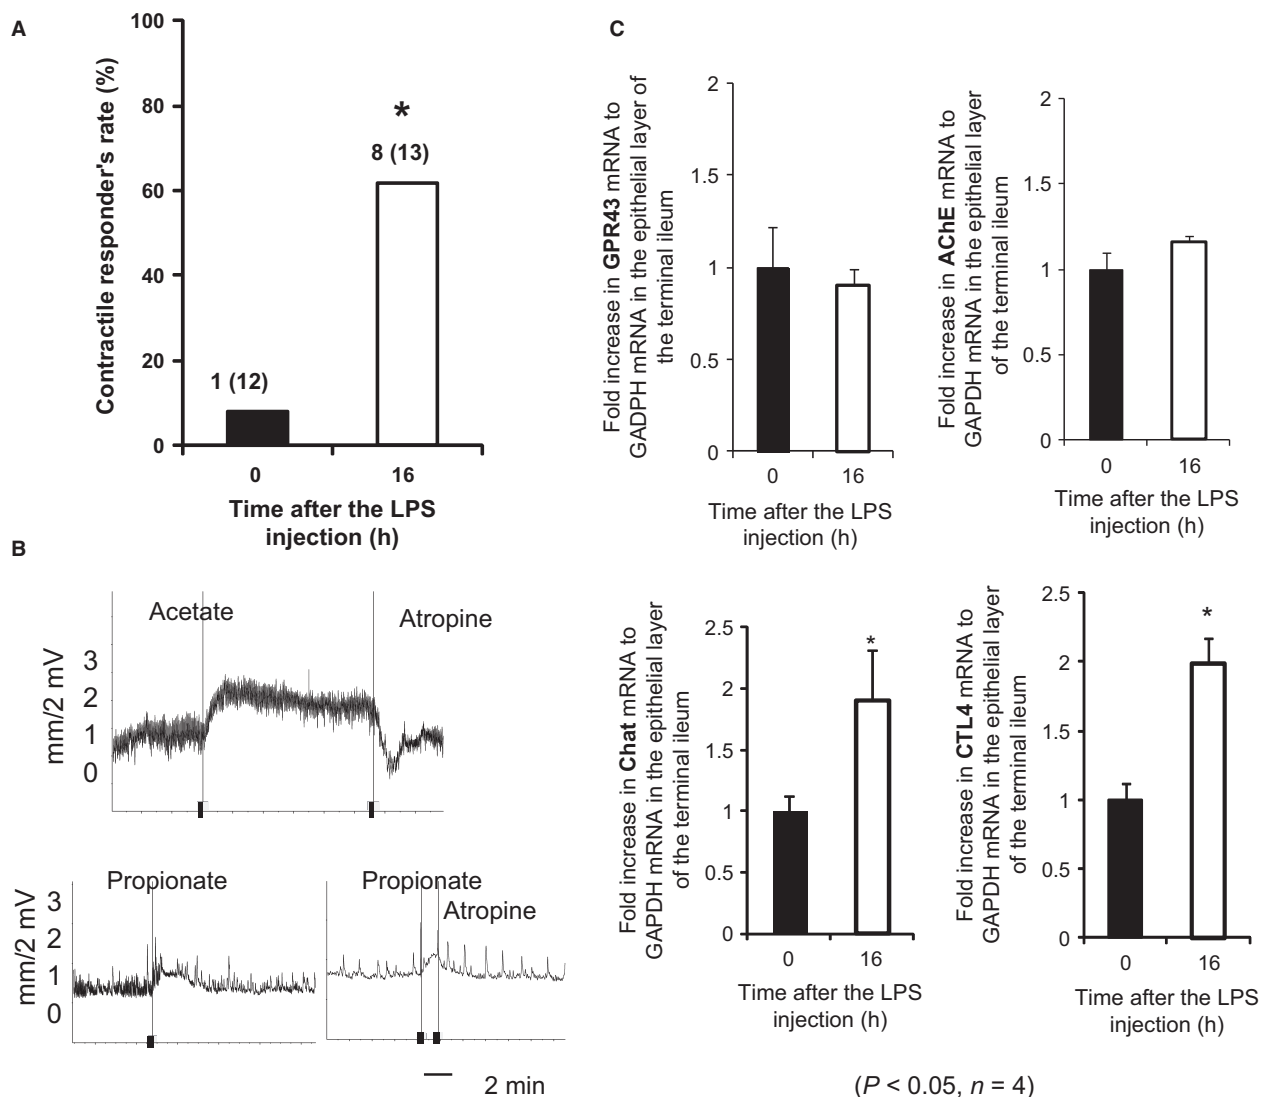 A
Contractile responder's rate (%)
100
80
60
40
20
0
*
8 (13)
1 (12)
0
16
Time after the LPS
injection (h)
B
Acetate
Atropine
mm/2 mV
3
2
1
0
Propionate
mm/2 mV
3
2
1
0
Propionate
Atropine
2 min
C
Fold increase in GPR43 mRNA to
GADPH mRNA in the epithelial layer of
the terminal ileum
2
1.5
1
0.5
0
0
16
Time after the LPS
injection (h)
Fold increase in AChE mRNA to
GAPDH mRNA in the epithelial layer
of the terminal ileum
2
1.5
1
0.5
0
0
16
Time after the LPS
injection (h)
Fold increase in Chat mRNA to
GAPDH mRNA in the epithelial layer
of the terminal ileum
2.5
2
1.5
1
0.5
0
*
0
16
Time after the LPS
injection (h)
Fold increase in CTL4 mRNA to
GAPDH mRNA in the epithelial layer
of the terminal ileum
2.5
2
1.5
1
0.5
0
*
0
16
Time after the LPS
injection (h)
(P < 0.05, n = 4)